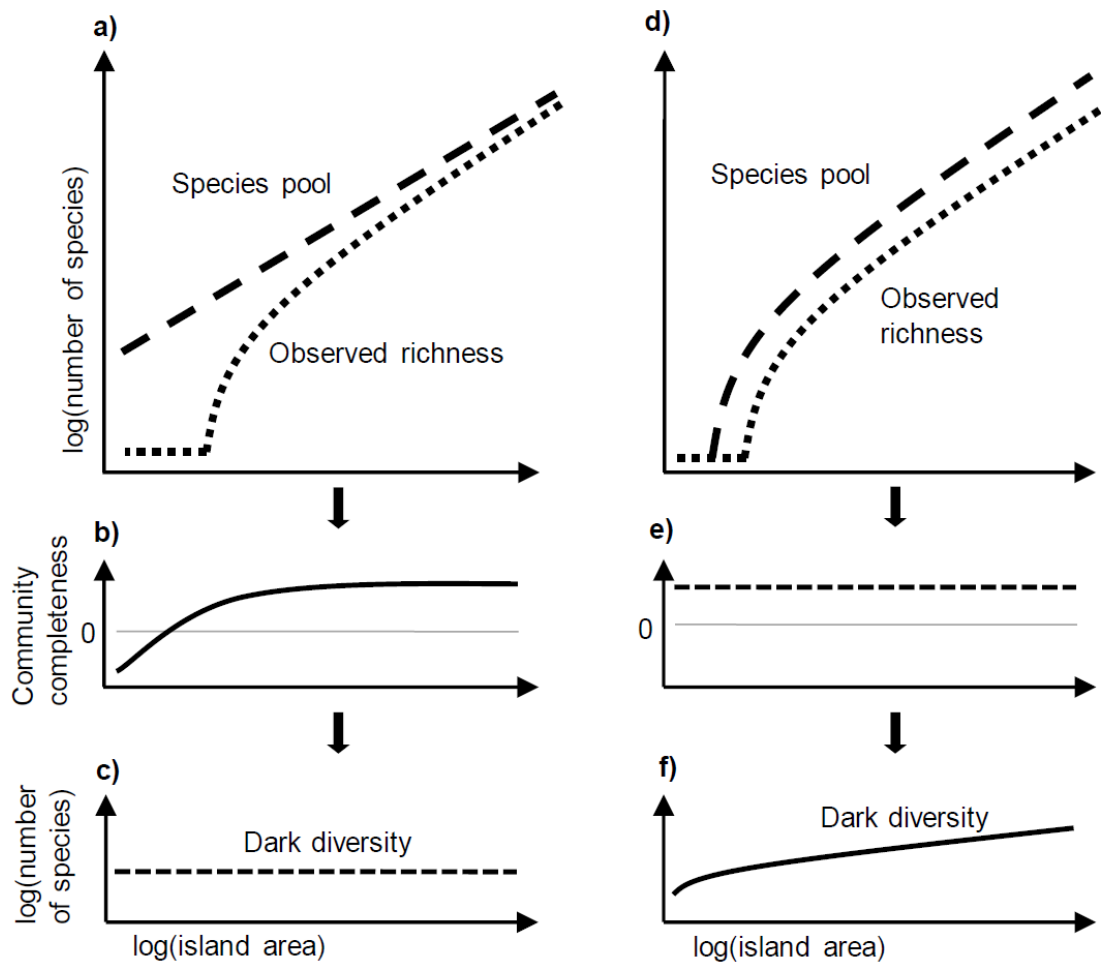 a)
log(number of species)
Species pool
Observed richness
b)
Community
completeness
0
c)
log(number
of species)
Dark diversity
log(island area)
d)
Species pool
Observed
richness
e)
0
f)
Dark diversity
log(island area)